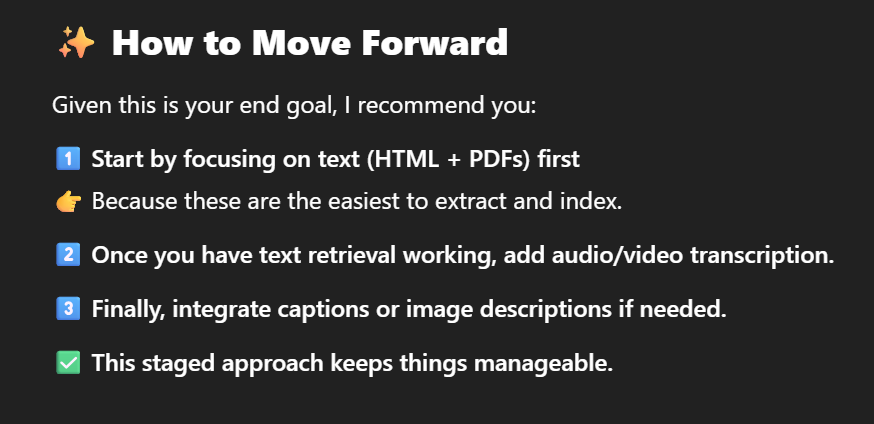 ✨ How to Move Forward
Given this is your end goal, I recommend you:
1️⃣ Start by focusing on text (HTML + PDFs) first
👉 Because these are the easiest to extract and index.
2️⃣ Once you have text retrieval working, add audio/video transcription.
3️⃣ Finally, integrate captions or image descriptions if needed.
✅ This staged approach keeps things manageable.